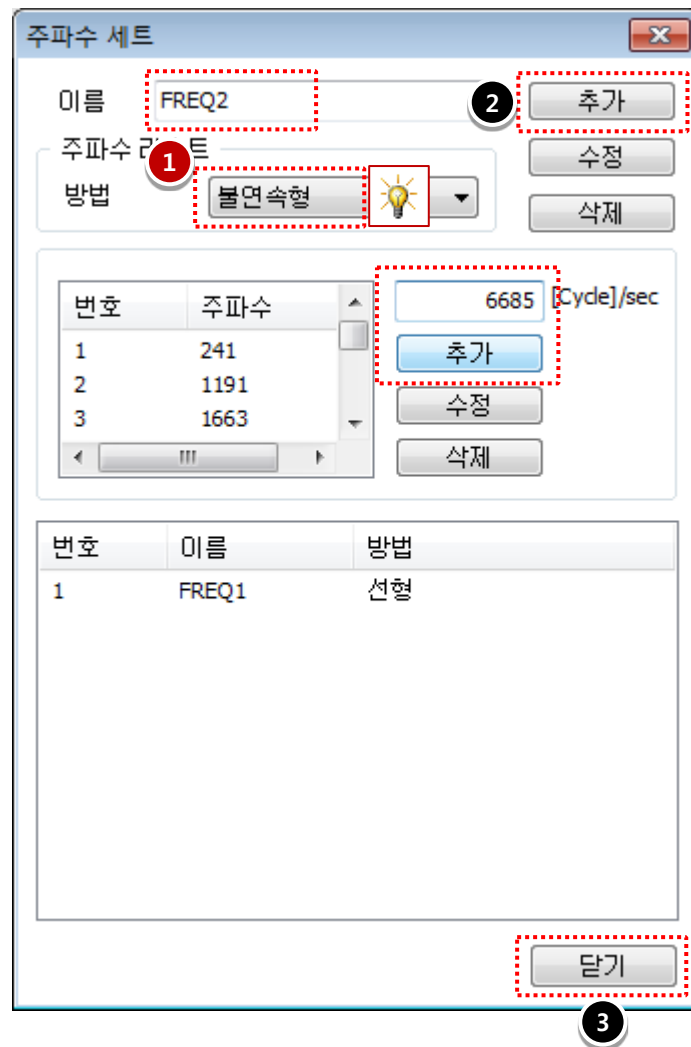 주파수 세트
이름 FREQ2 2 추가
주파수 리스트 1
수정
방법 불연속형
삭제
번호 주파수
6685 [Cycle]/sec
1 241
추가
2 1191
수정
3 1663
삭제
번호 이름 방법
1 FREQ1 선형
닫기
3